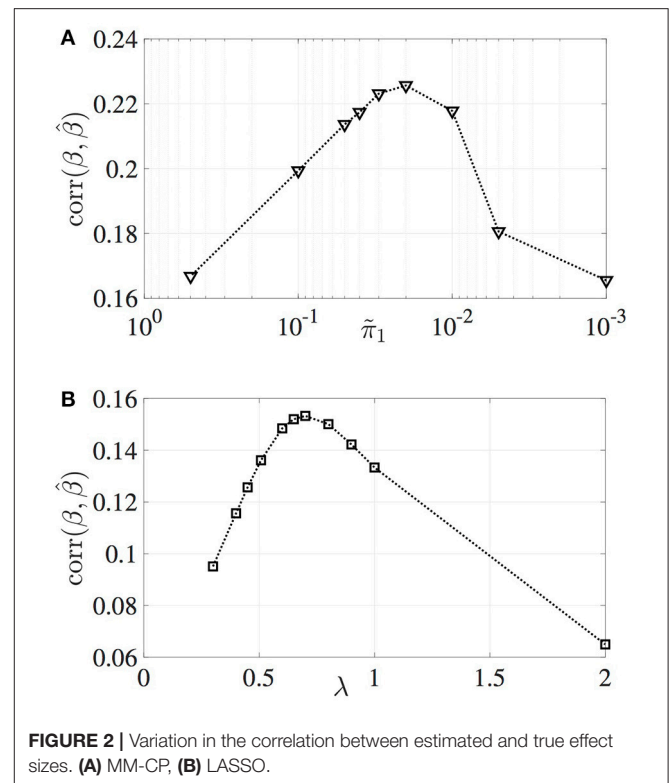 A
0.24
0.22
0.2
0.18
0.16
corr(β, β̂)
10⁰
10⁻¹
π̃₁
10⁻²
10⁻³
B
0.16
0.14
0.12
0.1
0.08
0.06
corr(β, β̂)
0
0.5
λ
1
1.5
2
FIGURE 2 | Variation in the correlation between estimated and true effect
sizes. (A) MM-CP, (B) LASSO.